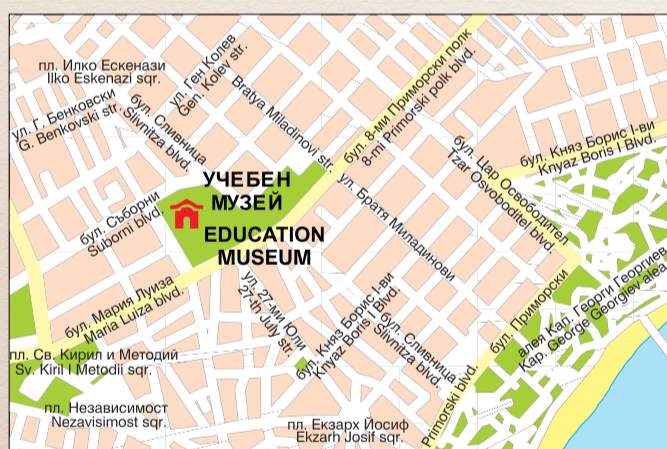 пл. Илко Ескенази
Ilko Eskenazi sqr.
ул. Ген Колев
Gen. Kolev str.
ул. Г. Бенковски
G. Benkovski str.
бул. Сливница
Slivnitza blvd.
Bratya Miladinovi str.
бул. 8-ми Приморски полк
8-mi Primorski polk blvd.
бул. Княз Борис I-ви
Knyaz Boris I Blvd.
бул. Цар Освободител
Tzar Osvoboditel blvd.
УЧЕБЕН
МУЗЕЙ
EDUCATION
MUSEUM
ул. Братя Миладинови
бул. Съборни
Suborni blvd.
бул. Мария Луиза
Maria Luiza blvd.
ул. 27-ми Юли
27-th July str.
бул. Княз Борис I-ви
Knyaz Boris I Blvd.
бул. Сливница
Slivnitza blvd.
бул. Приморски
Primorski blvd.
алея Кап. Георги Георгиев
Kap. George Georgiev alea
пл. Св. Кирил и Методий
Sv. Kiril I Metodii sqr.
пл. Независимост
Nezavisimost sqr.
пл. Екзарх Йосиф
Ekzarh Josif sqr.